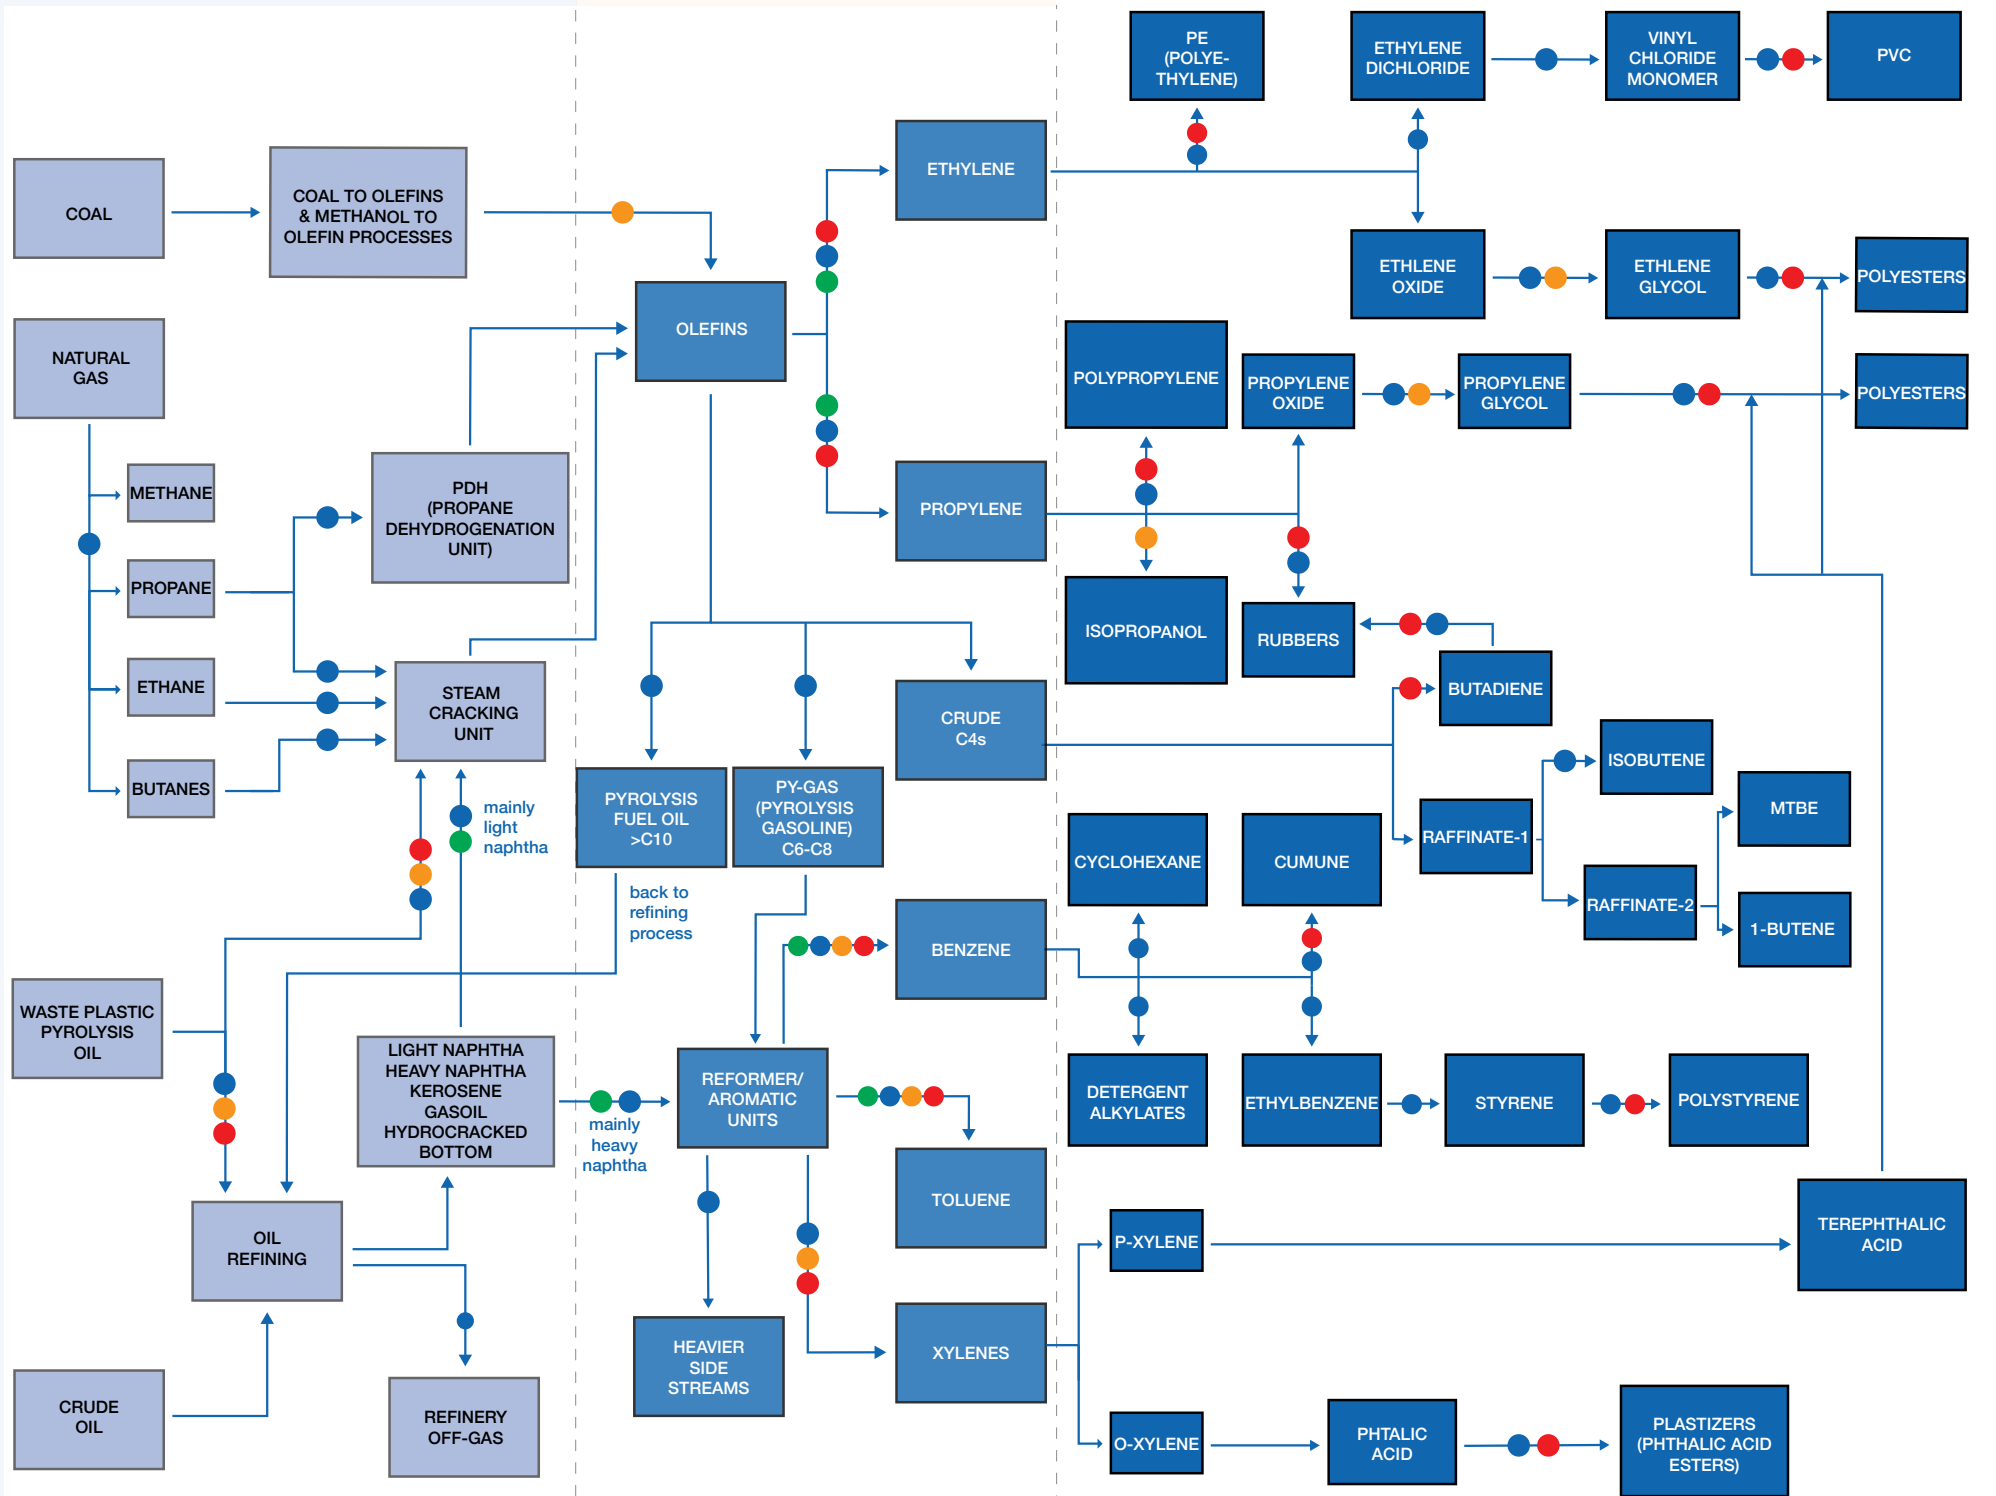 PE
(POLYE-
THYLENE)
ETHYLENE
DICHLORIDE
VINYL
CHLORIDE
MONOMER
PVC
COAL
COAL TO OLEFINS
& METHANOL TO
OLEFIN PROCESSES
ETHYLENE
ETHLENE
OXIDE
ETHLENE
GLYCOL
POLYESTERS
NATURAL
GAS
OLEFINS
POLYPROPYLENE
PROPYLENE
OXIDE
PROPYLENE
GLYCOL
POLYESTERS
METHANE
PDH
(PROPANE
DEHYDROGENATION
UNIT)
PROPYLENE
PROPANE
ISOPROPANOL
RUBBERS
ETHANE
STEAM
CRACKING
UNIT
CRUDE
C4s
BUTADIENE
BUTANES
mainly
light
naphtha
PYROLYSIS
FUEL OIL
>C10
PY-GAS
(PYROLYSIS
GASOLINE)
C6-C8
ISOBUTENE
MTBE
RAFFINATE-1
CYCLOHEXANE
CUMUNE
RAFFINATE-2
1-BUTENE
back to
refining
process
BENZENE
WASTE PLASTIC
PYROLYSIS
OIL
LIGHT NAPHTHA
HEAVY NAPHTHA
KEROSENE
GASOIL
HYDROCRACKED
BOTTOM
mainly
heavy
naphtha
REFORMER/
AROMATIC
UNITS
DETERGENT
ALKYLATES
ETHYLBENZENE
STYRENE
POLYSTYRENE
TOLUENE
OIL
REFINING
P-XYLENE
TEREPHTHALIC
ACID
HEAVIER
SIDE
STREAMS
XYLENES
CRUDE
OIL
REFINERY
OFF-GAS
O-XYLENE
PHTALIC
ACID
PLASTIZERS
(PHTHALIC ACID
ESTERS)